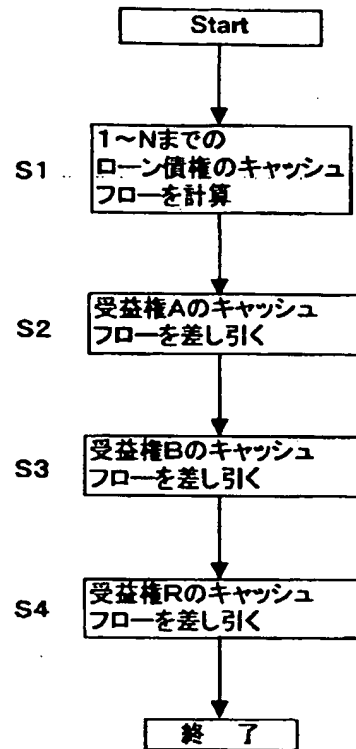 Start
S1
1～Nまでの
ローン債権のキャッシュ
フローを計算
S2
受益権Aのキャッシュ
フローを差し引く
S3
受益権Bのキャッシュ
フローを差し引く
S4
受益権Rのキャッシュ
フローを差し引く
終 了